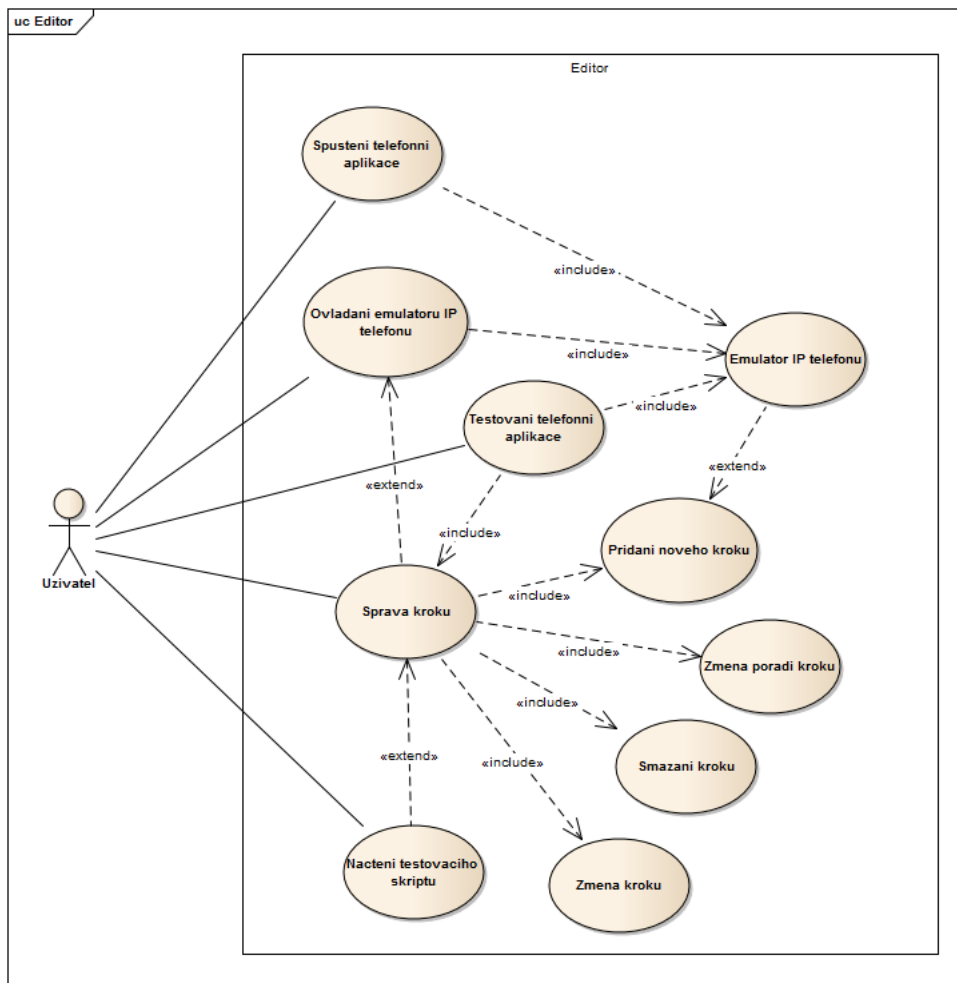 uc Editor
Editor
Spusteni telefonni
aplikace
«include»
Ovladani emulatoru IP
telefonu
«include»
Emulator IP telefonu
Testovani telefonni
aplikace
«include»
«extend»
«extend»
«include»
Pridani noveho kroku
Uzivatel
Sprava kroku
«include»
«include»
Zmena poradi kroku
«include»
«extend»
«include»
Smazani kroku
Nacteni testovaciho
skriptu
Zmena kroku